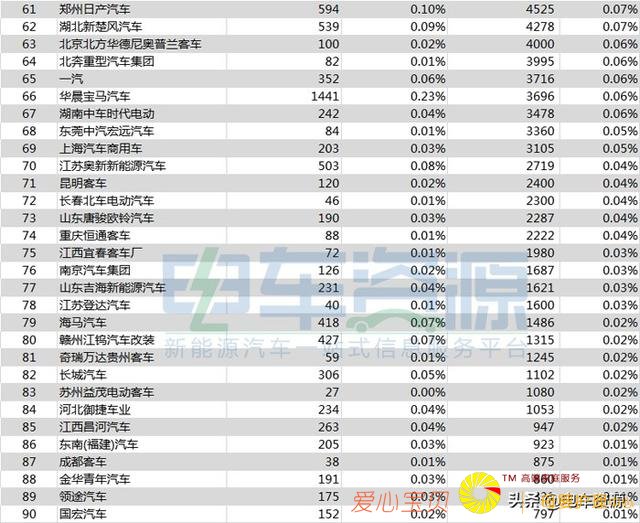 61 郑州日产汽车 594 0.10% 4525 0.07%
62 湖北新楚风汽车 539 0.09% 4278 0.07%
63 北京北方华德尼奥普兰客车 100 0.02% 4000 0.06%
64 北奔重型汽车集团 82 0.01% 3995 0.06%
65 一汽 352 0.06% 3716 0.06%
66 华晨宝马汽车 1441 0.23% 3696 0.06%
67 湖南中车时代电动 242 0.04% 3478 0.06%
68 东莞中汽宏远汽车 84 0.01% 3360 0.05%
69 上海汽车商用车 203 0.03% 3105 0.05%
70 江苏奥新新能源汽车 503 0.08% 2719 0.04%
71 昆明客车 120 0.02% 2400 0.04%
72 长春北车电动汽车 46 0.01% 2300 0.04%
73 山东唐骏欧铃汽车 190 0.03% 2287 0.04%
74 重庆恒通客车 88 0.01% 2222 0.04%
75 江西宜春客车厂 72 0.01% 1980 0.03%
76 南京汽车集团 126 0.02% 1687 0.03%
77 山东吉海新能源汽车 231 0.04% 1621 0.03%
78 江苏登达汽车 40 0.01% 1600 0.03%
电车资源
79 海马汽车 418 0.07% 1486 0.02%
80 赣州江钨汽车改装 427 0.07% 1315 0.02%
新能源汽车一站式信息服务平台
81 奇瑞万达贵州客车 59 0.01% 1245 0.02%
82 长城汽车 306 0.05% 1102 0.02%
83 苏州益茂电动客车 27 0.00% 1080 0.02%
84 河北御捷车业 234 0.04% 1053 0.02%
85 江西昌河汽车 263 0.04% 947 0.02%
86 东南(福建)汽车 205 0.03% 923 0.01%
87 成都客车 38 0.01% 875 0.01%
88 金华青年汽车 191 0.03% 860
89 领途汽车 175 0.03%
90 国宏汽车 152 0.02% 797 0.01%
TM
头条 @电车资源